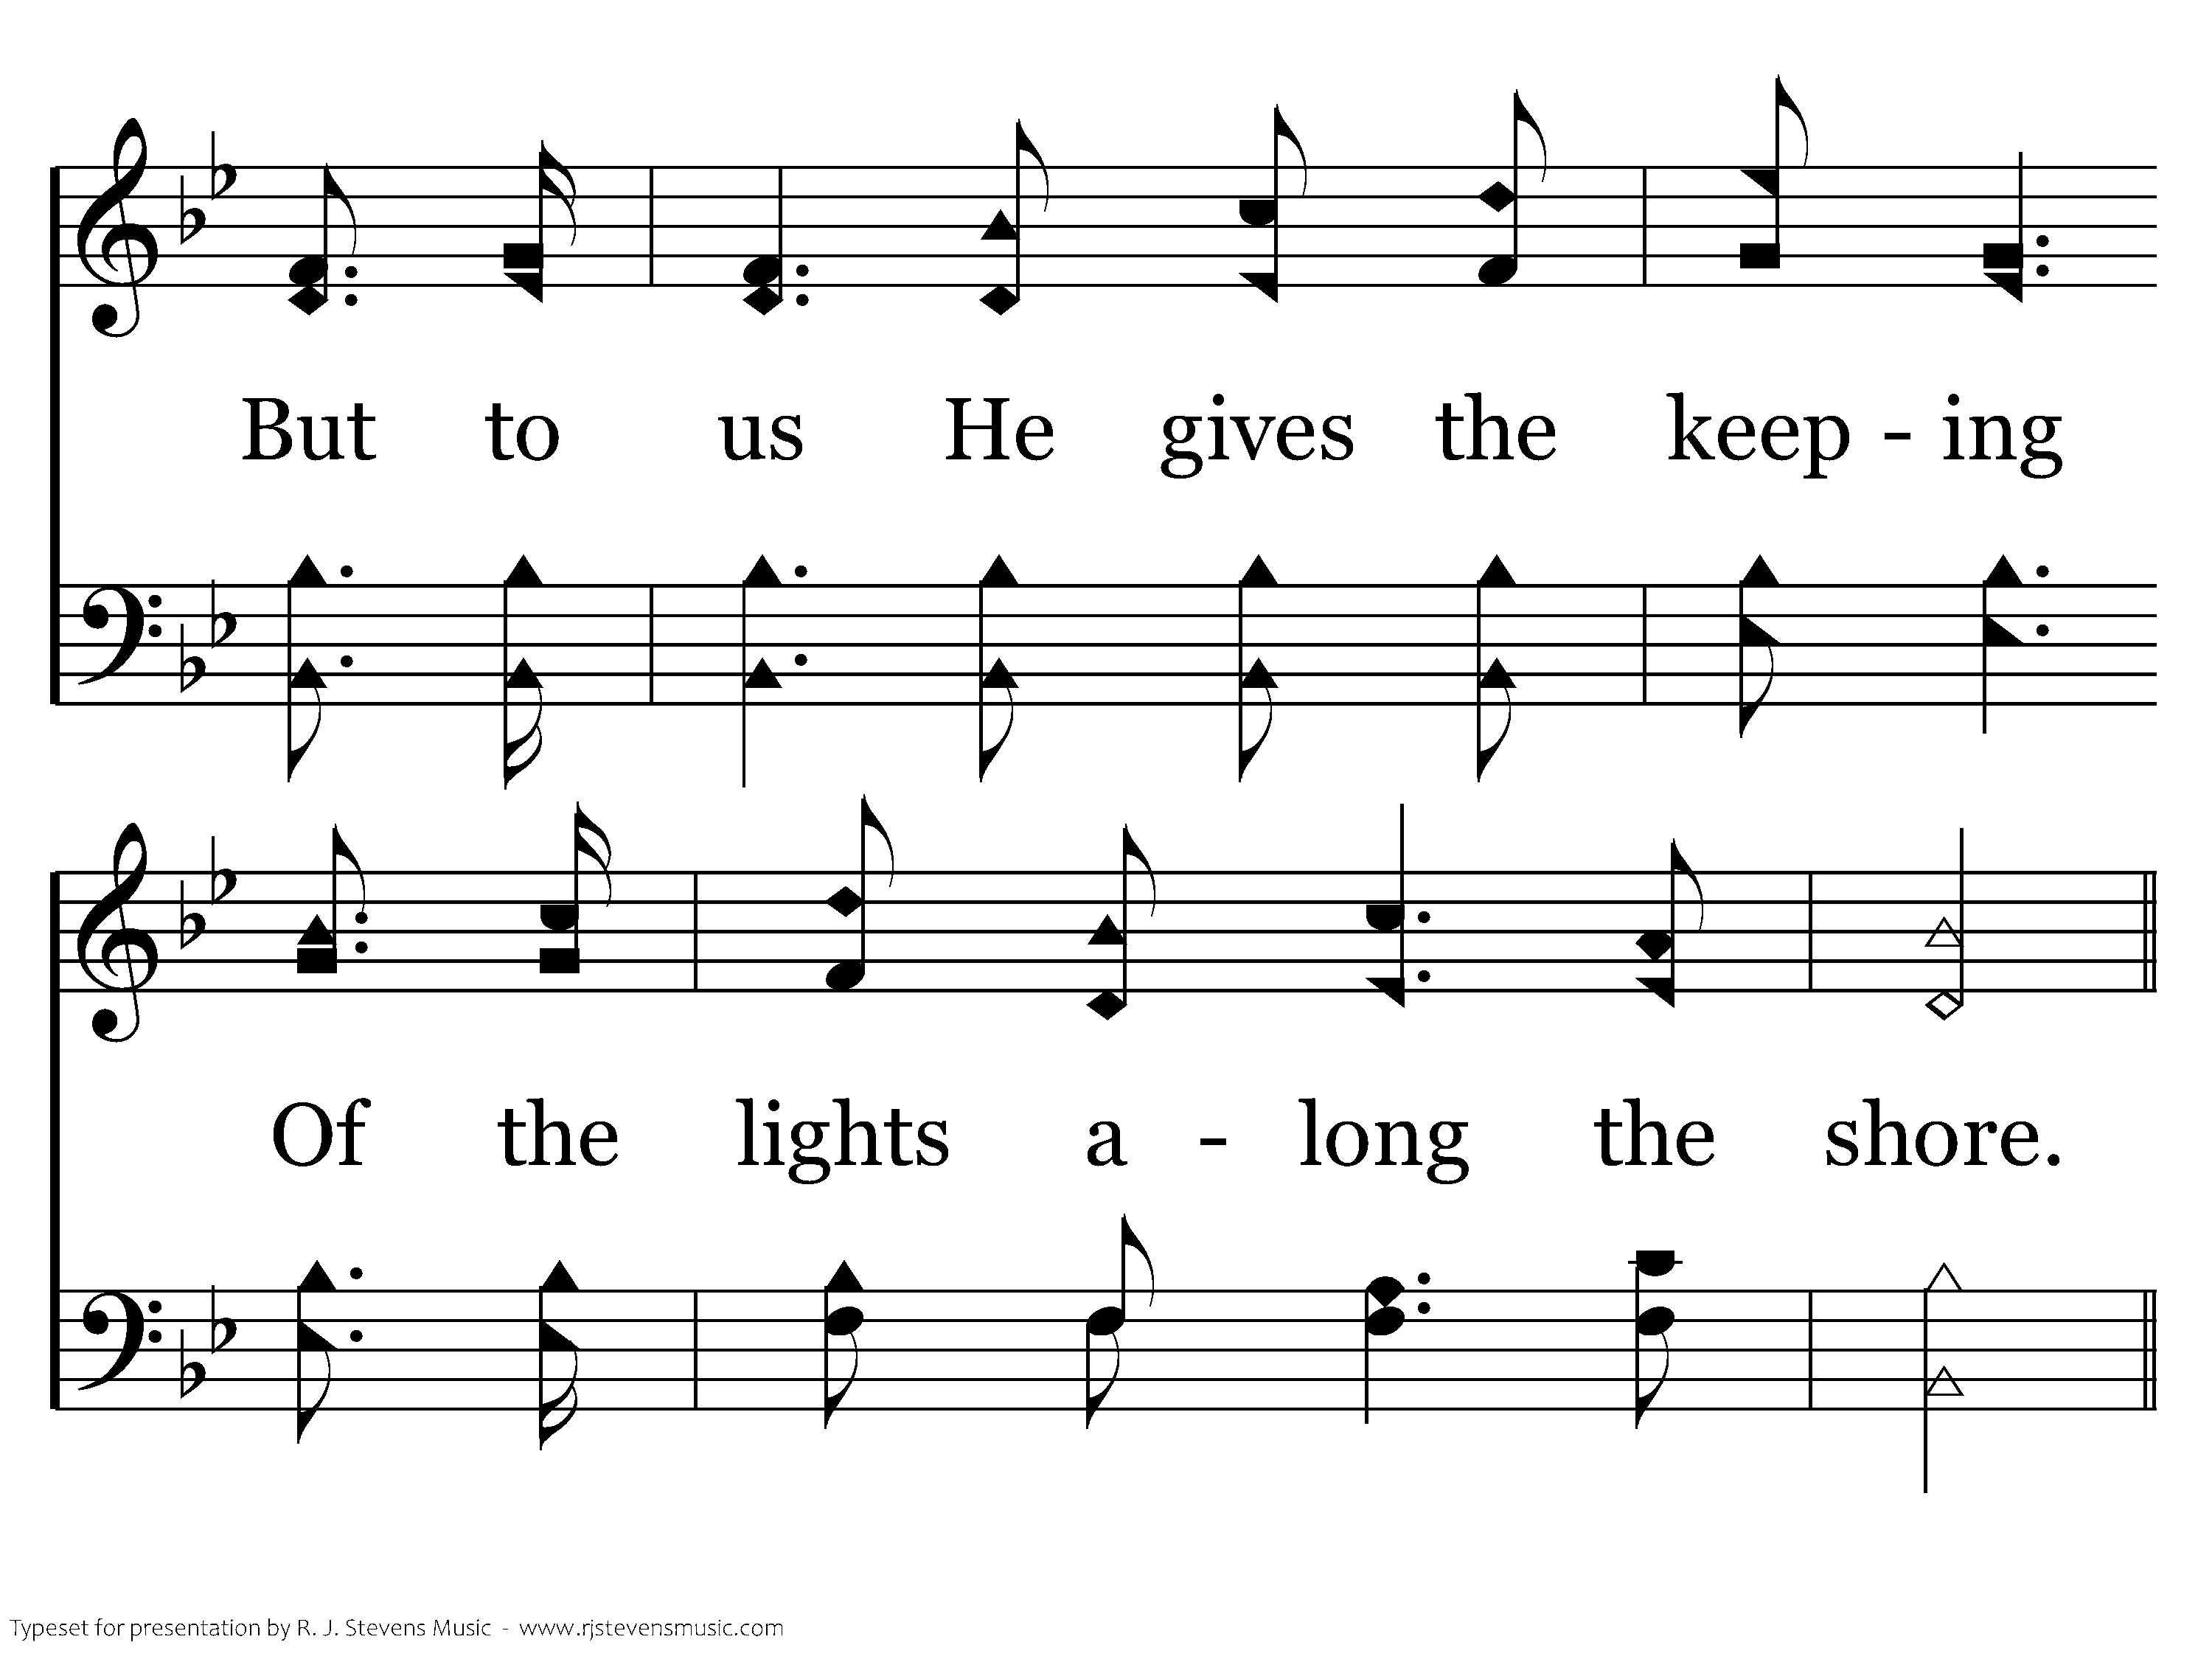 But to us He gives the keep - ing
Of the lights a - long the shore.
Typeset for presentation by R. J. Stevens Music - www.rjstevensmusic.com